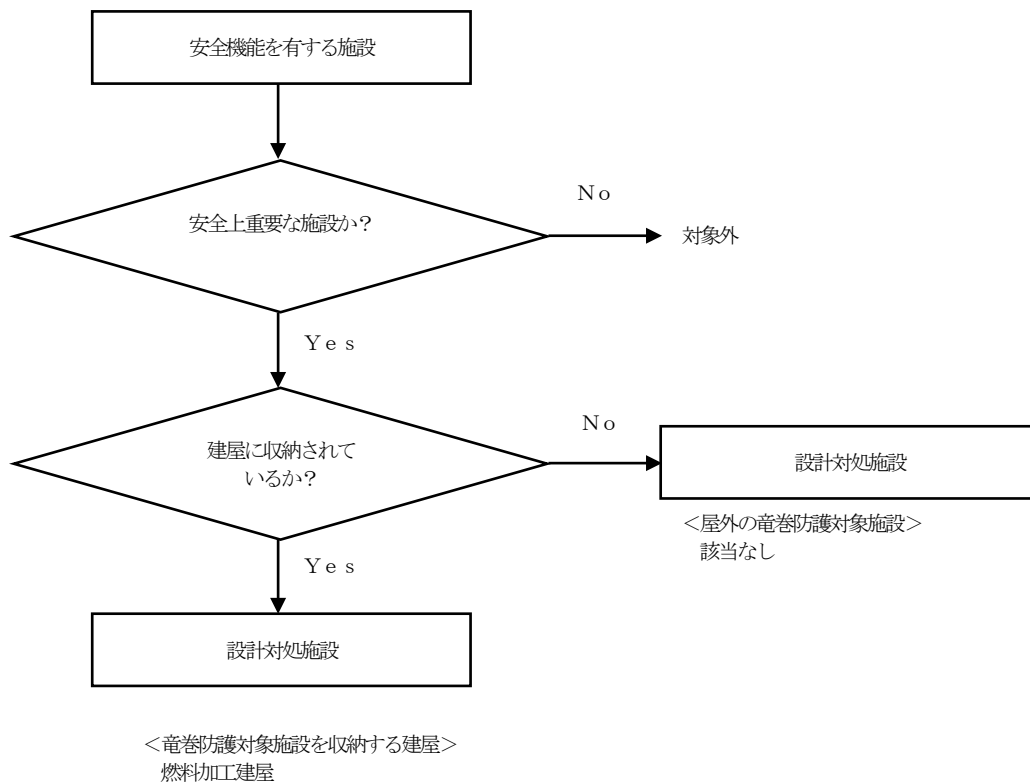 安全機能を有する施設
安全上重要な施設か？
Ｎｏ
対象外
Ｙｅｓ
建屋に収納されて
いるか？
Ｎｏ
設計対処施設
＜屋外の竜巻防護対象施設＞
該当なし
Ｙｅｓ
設計対処施設
＜竜巻防護対象施設を収納する建屋＞
燃料加工建屋